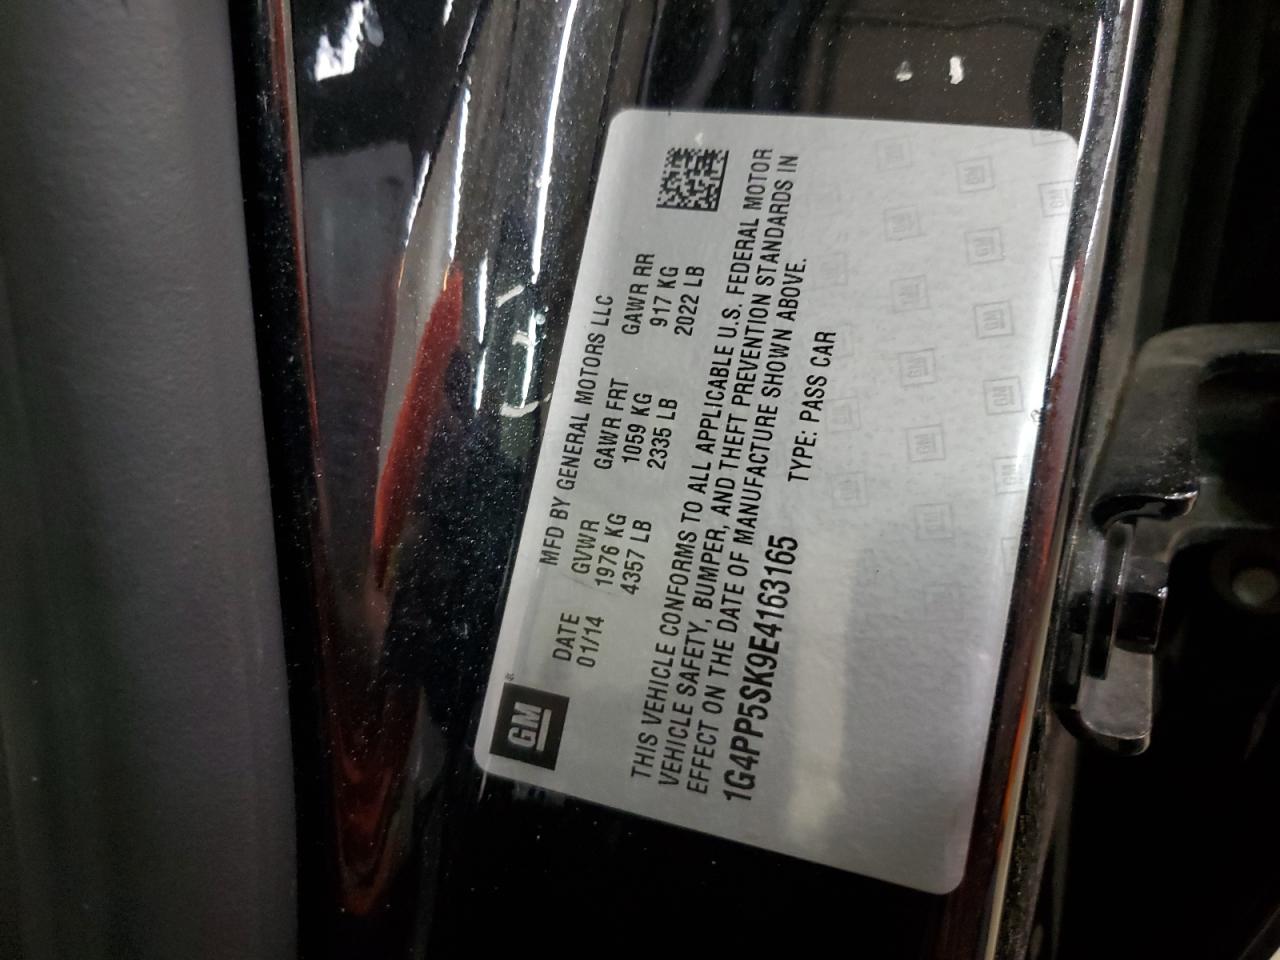 GM
MFD BY GENERAL MOTORS LLC
DATE GVWR GAWR FRT GAWR RR
01/14 1976 KG 1059 KG 917 KG
4357 LB 2335 LB 2022 LB
THIS VEHICLE CONFORMS TO ALL APPLICABLE U.S. FEDERAL MOTOR
VEHICLE SAFETY, BUMPER, AND THEFT PREVENTION STANDARDS IN
EFFECT ON THE DATE OF MANUFACTURE SHOWN ABOVE.
1G4PP5SK9E4163165 TYPE: PASS CAR